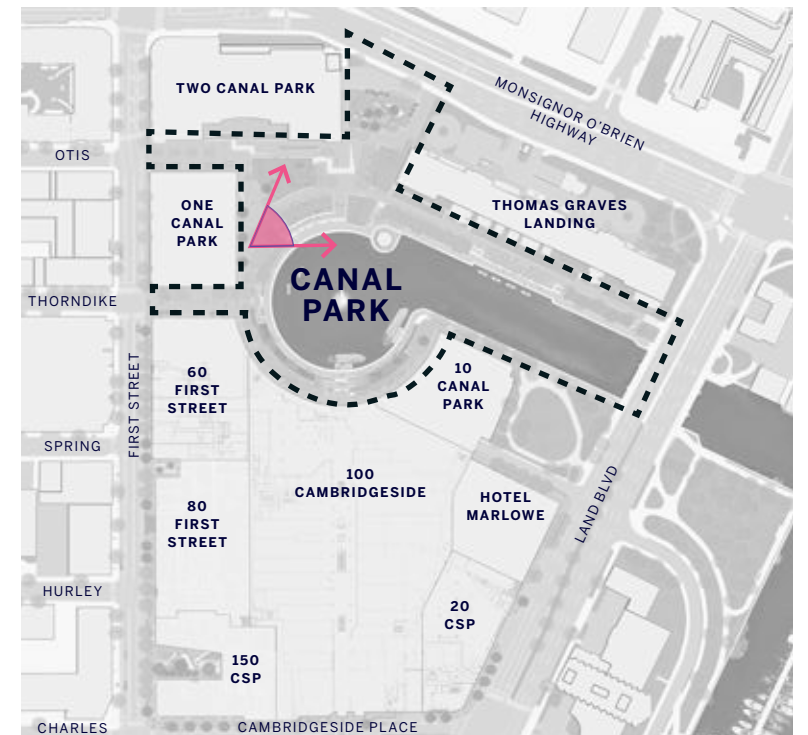 TWO CANAL PARK
MONSIGNOR O'BRIEN
HIGHWAY
OTIS
ONE
CANAL
PARK
THOMAS GRAVES
LANDING
CANAL
PARK
THORNDIKE
FIRST STREET
60
FIRST
STREET
10
CANAL
PARK
SPRING
100
CAMBRIDGESIDE
HOTEL
MARLOWE
LAND BLVD
80
FIRST
STREET
HURLEY
20
CSP
150
CSP
CHARLES
CAMBRIDGESIDE PLACE